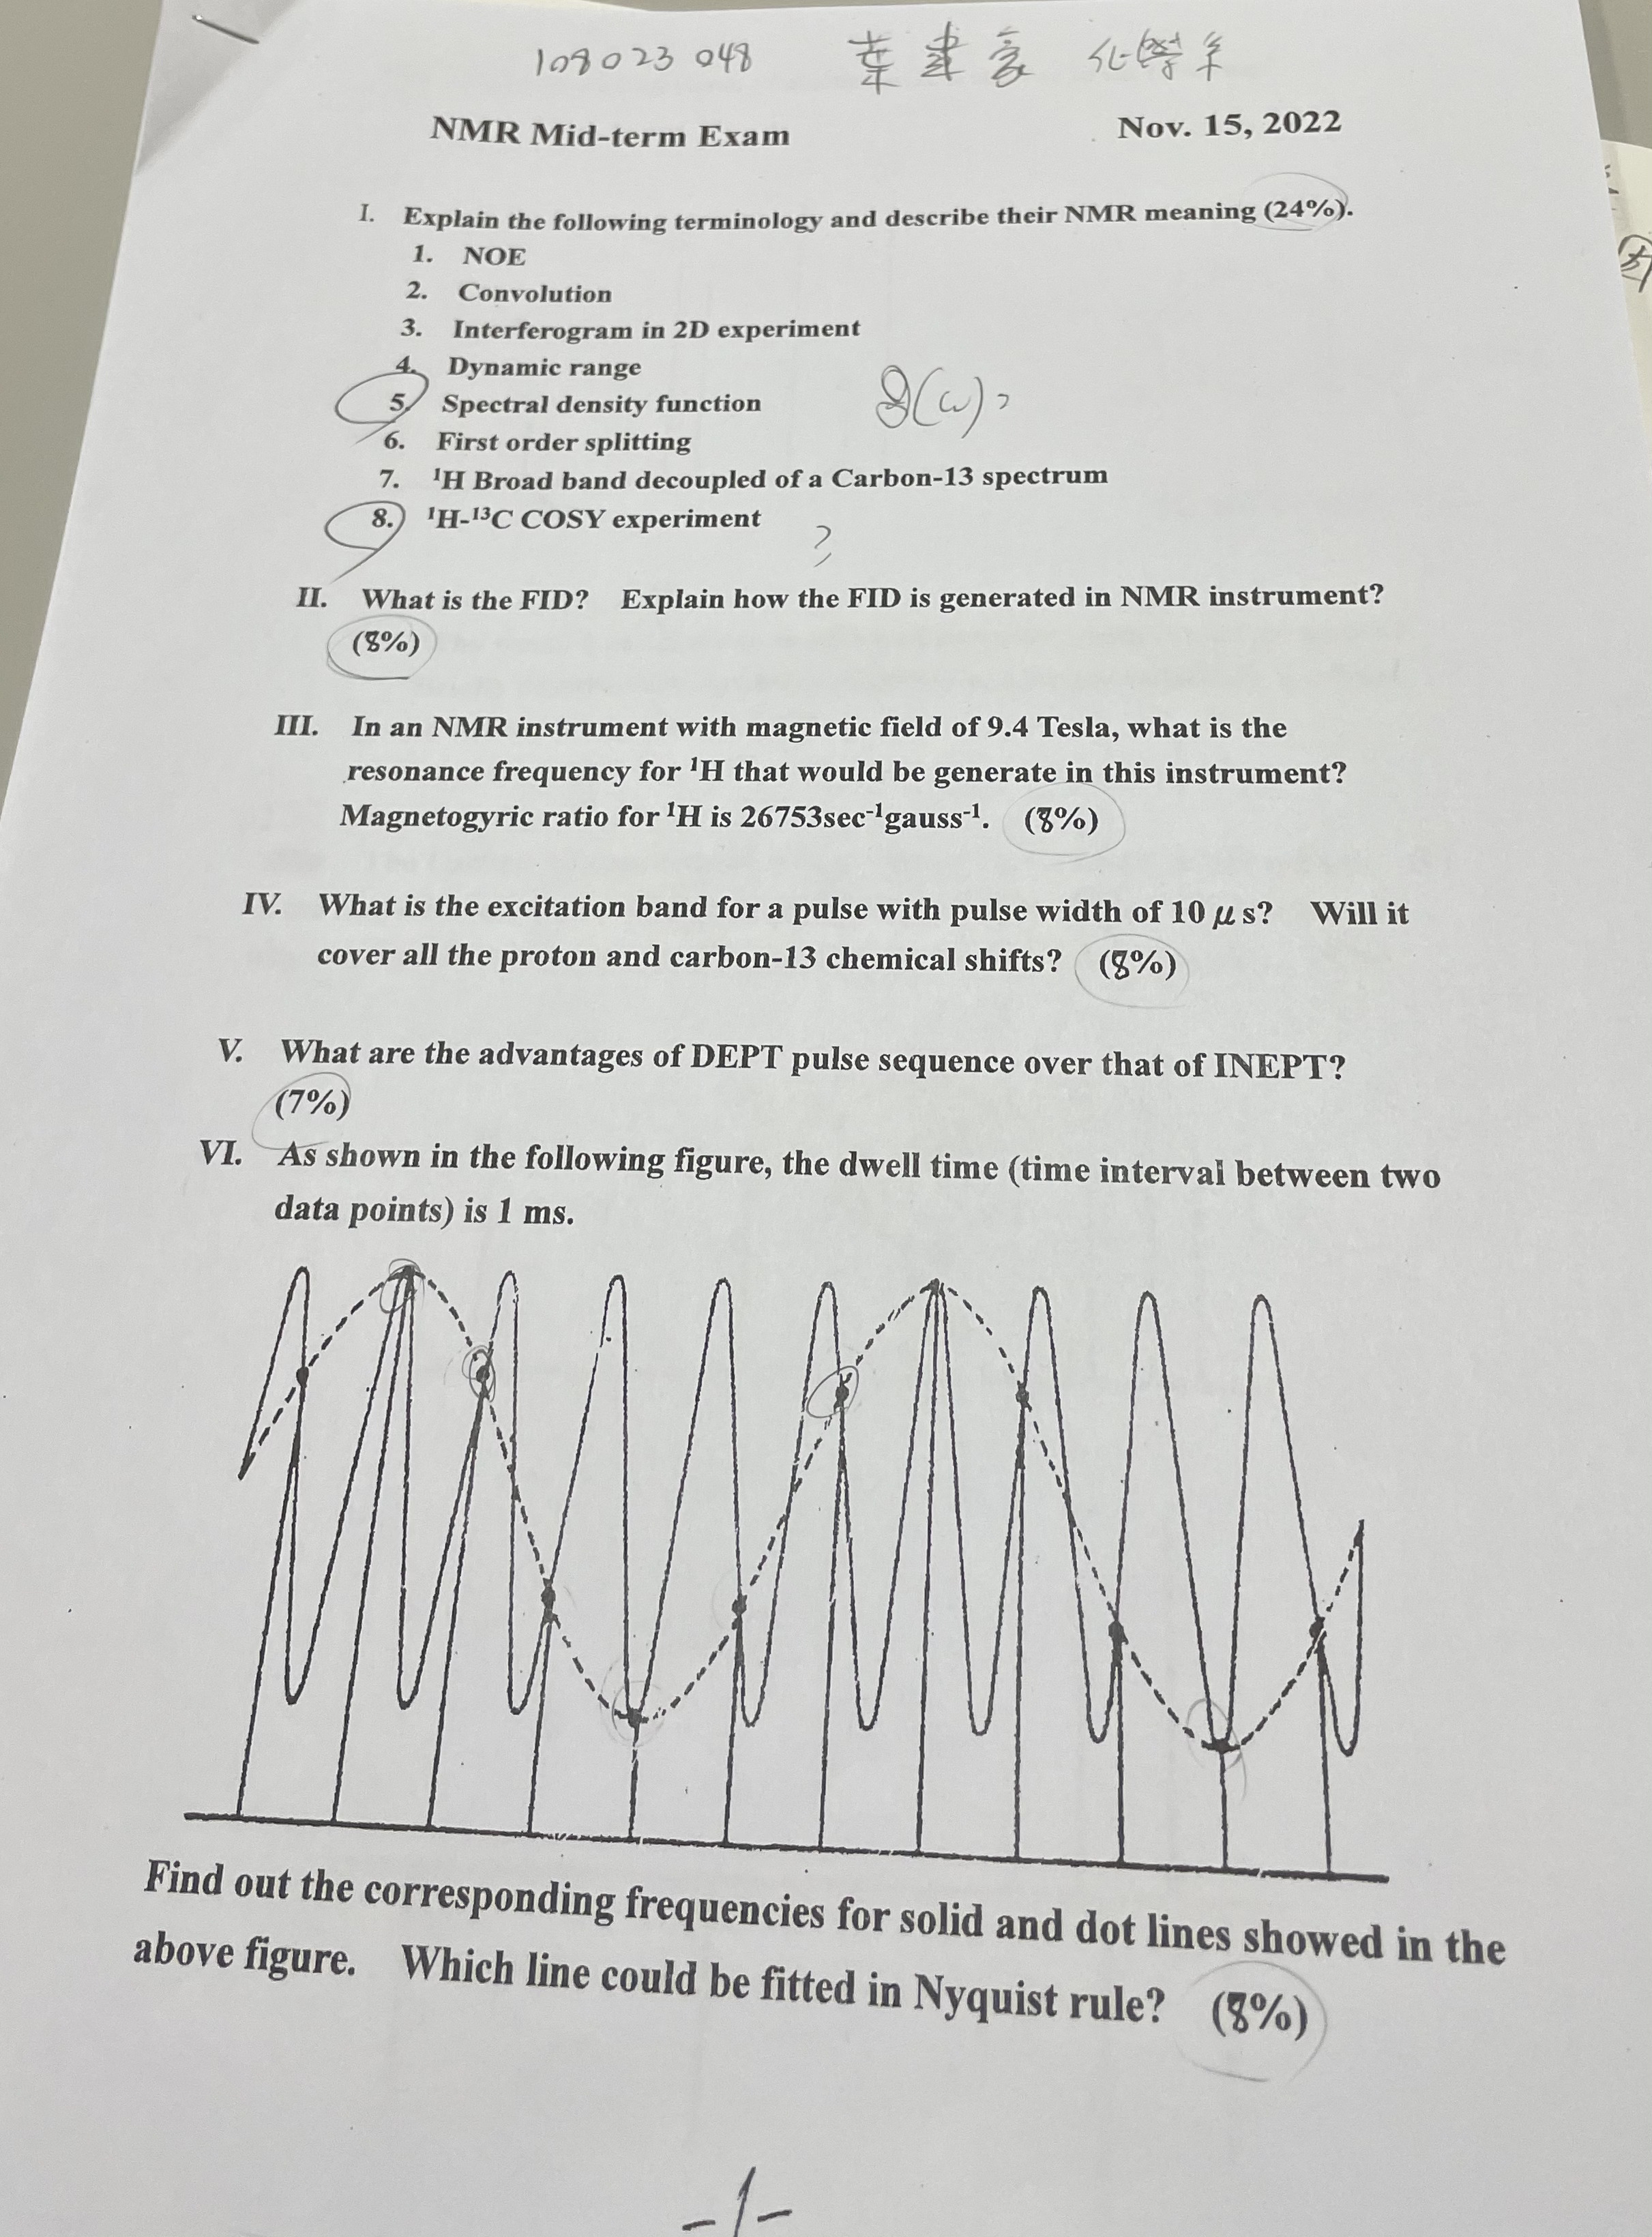 108023048 葉建豪 化學系
NMR Mid-term Exam Nov. 15, 2022
I. Explain the following terminology and describe their NMR meaning (24%).
1. NOE
2. Convolution
3. Interferogram in 2D experiment
4. Dynamic range
5. Spectral density function
6. First order splitting
7. ¹H Broad band decoupled of a Carbon-13 spectrum
8. ¹H-¹³C COSY experiment
?
II. What is the FID? Explain how the FID is generated in NMR instrument?
(8%)
III. In an NMR instrument with magnetic field of 9.4 Tesla, what is the
resonance frequency for ¹H that would be generate in this instrument?
Magnetogyric ratio for ¹H is 26753sec⁻¹gauss⁻¹. (8%)
IV. What is the excitation band for a pulse with pulse width of 10 μ s? Will it
cover all the proton and carbon-13 chemical shifts? (8%)
V. What are the advantages of DEPT pulse sequence over that of INEPT?
(7%)
VI. As shown in the following figure, the dwell time (time interval between two
data points) is 1 ms.
Find out the corresponding frequencies for solid and dot lines showed in the
above figure. Which line could be fitted in Nyquist rule? (8%)
-1-